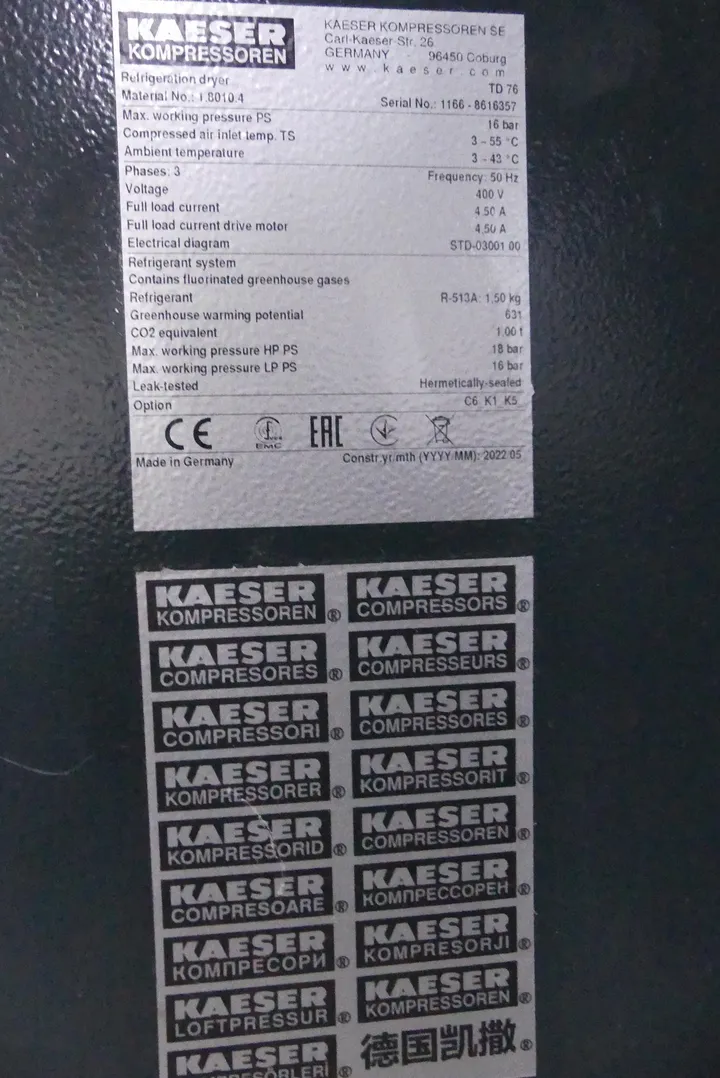 KAESER
KOMPRESSOREN
KAESER KOMPRESSOREN SE
Carl-Kaeser-Str. 26
GERMANY - 96450 Coburg
www.kaeser.com
Refrigeration dryer TD 76
Material No.: 1.8010.4 Serial No.: 1166 - 8616357
Max. working pressure PS 16 bar
Compressed air inlet temp. TS 3 - 55 °C
Ambient temperature 3 - 43 °C
Phases: 3 Frequency: 50 Hz
Voltage 400 V
Full load current 4.50 A
Full load current drive motor 4.50 A
Electrical diagram STD-03001.00
Refrigerant system
Contains fluorinated greenhouse gases
Refrigerant R-513A: 1.50 kg
Greenhouse warming potential 631
CO2 equivalent 1.00 t
Max. working pressure HP PS 18 bar
Max. working pressure LP PS 16 bar
Leak-tested Hermetically-sealed
Option C6 K1 K5
CE EMC EAC
Made in Germany Constr.yr.mth (YYYY.MM): 2022.05
KAESER KAESER
KOMPRESSOREN® COMPRESSORS®
KAESER KAESER
COMPRESORES® COMPRESSEURS®
KAESER KAESER
COMPRESSORI® COMPRESSORES®
KAESER KAESER
KOMPRESSORER® KOMPRESSORIT®
KAESER KAESER
KOMPRESSORID® COMPRESSOREN®
KAESER KAESER
COMPRESOARE® КОМПРЕССОРЕН®
KAESER KAESER
КОМПРЕСОРИ® KOMPRESORJI®
KAESER KAESER
LOFTPRESSUR® KOMPRESSOREN®
KAESER 德国凯撒®
KOMPRESÖRLERİ®